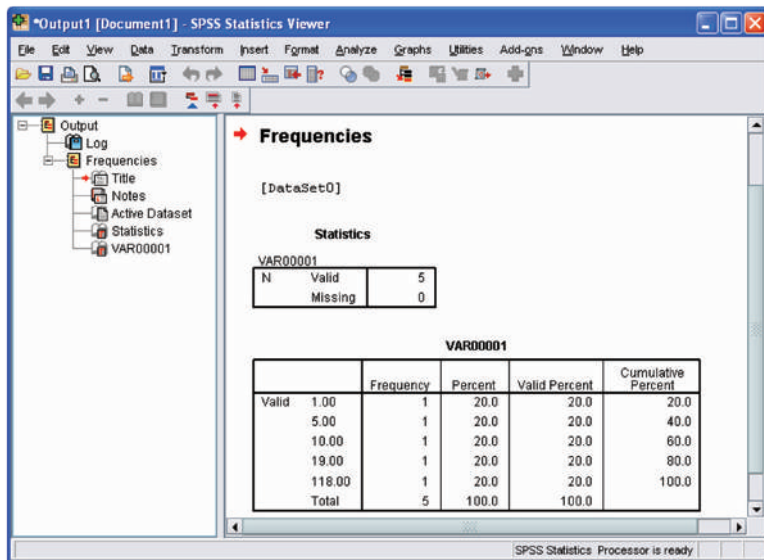 *Output1 [Document1] - SPSS Statistics Viewer
File Edit View Data Transform Insert Format Analyze Graphs Utilities Add-ons Window Help
Output
Log
Frequencies
Title
Notes
Active Dataset
Statistics
VAR00001
Frequencies
[DataSet0]
Statistics
VAR00001
N Valid 5
Missing 0
VAR00001
Frequency Percent Valid Percent Cumulative Percent
Valid 1.00 1 20.0 20.0 20.0
5.00 1 20.0 20.0 40.0
10.00 1 20.0 20.0 60.0
19.00 1 20.0 20.0 80.0
118.00 1 20.0 20.0 100.0
Total 5 100.0 100.0
SPSS Statistics Processor is ready